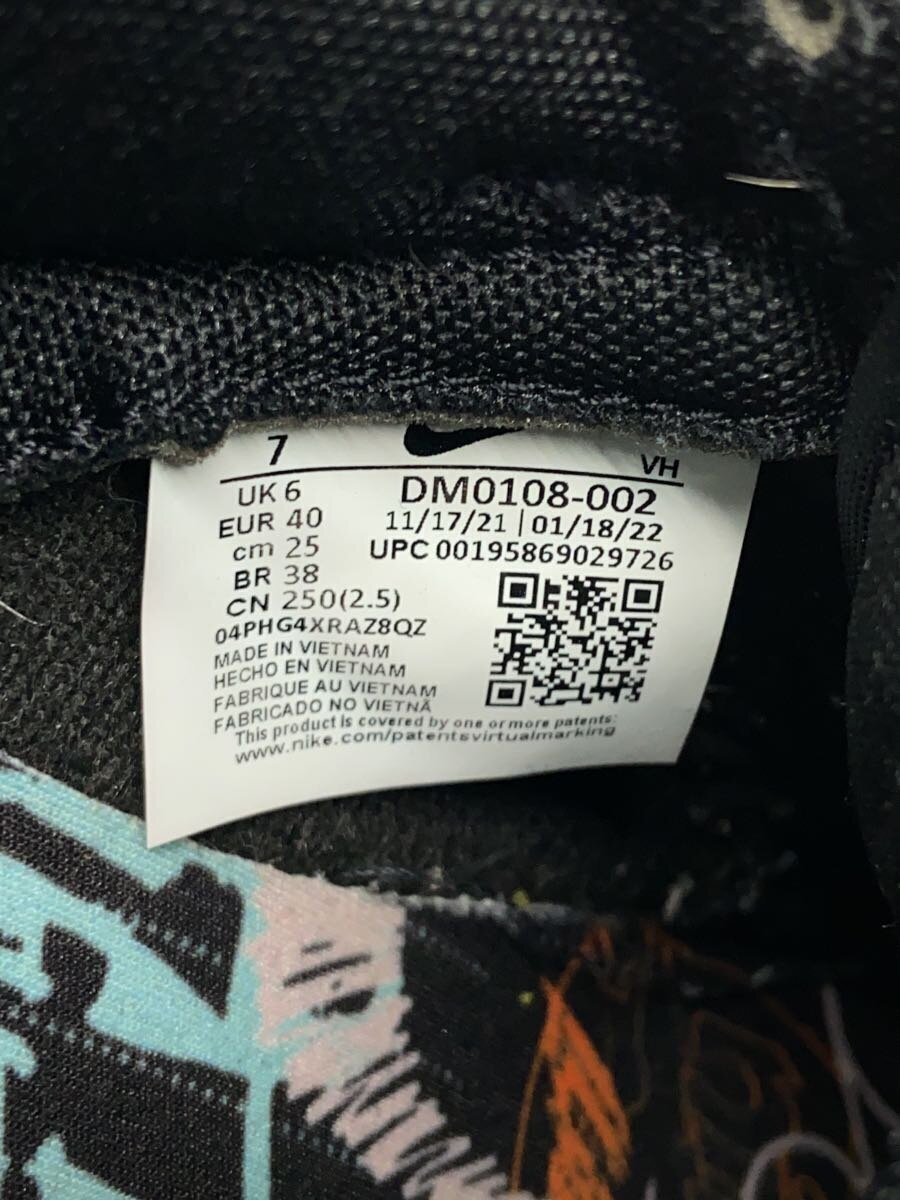 7
VH
UK 6
EUR 40
cm 25
BR 38
CN 250(2.5)
04PHG4XRAZ8QZ
DM0108-002
11/17/21 | 01/18/22
UPC 00195869029726
MADE IN VIETNAM
HECHO EN VIETNAM
FABRIQUE AU VIETNAM
FABRICADO NO VIETNÃ
This product is covered by one or more patents:
www.nike.com/patentsvirtualmarking